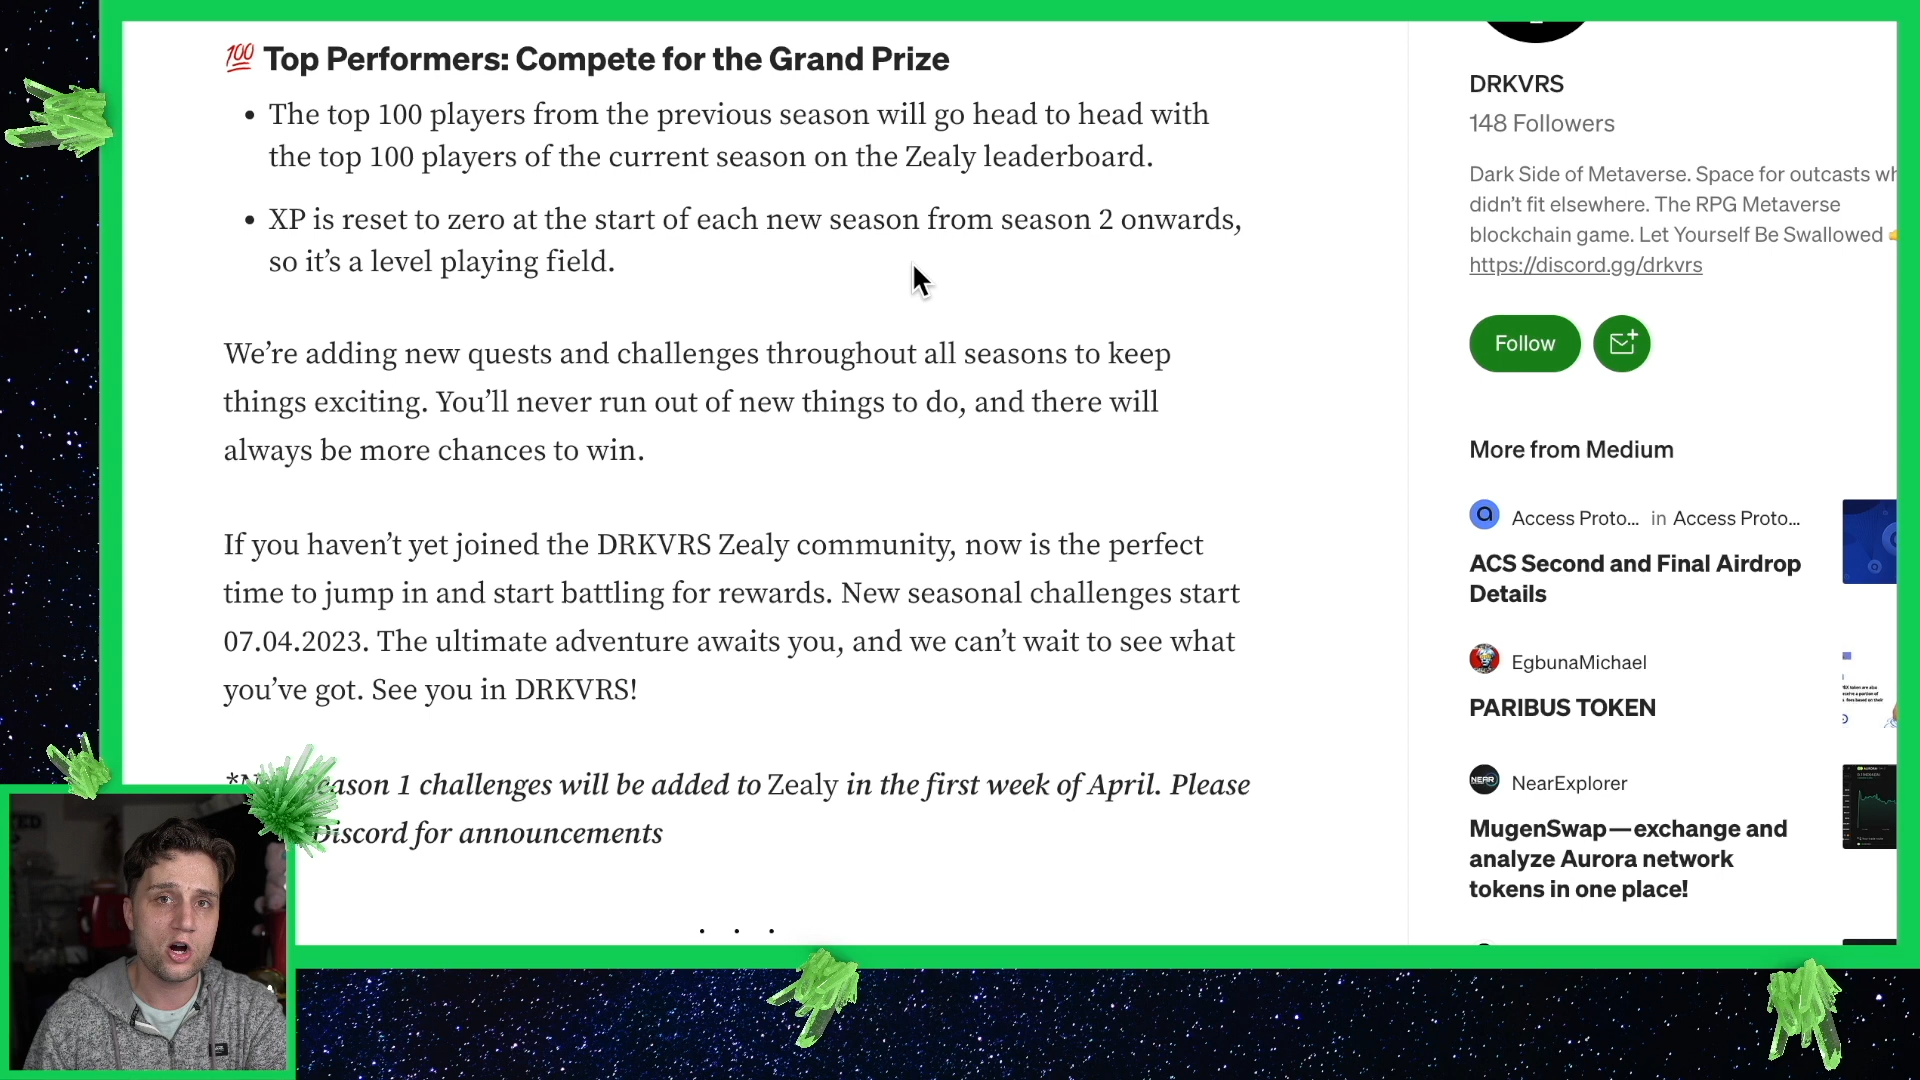 💯 Top Performers: Compete for the Grand Prize
• The top 100 players from the previous season will go head to head with
the top 100 players of the current season on the Zealy leaderboard.
• XP is reset to zero at the start of each new season from season 2 onwards,
so it’s a level playing field.
We’re adding new quests and challenges throughout all seasons to keep
things exciting. You’ll never run out of new things to do, and there will
always be more chances to win.
If you haven’t yet joined the DRKVRS Zealy community, now is the perfect
time to jump in and start battling for rewards. New seasonal challenges start
07.04.2023. The ultimate adventure awaits you, and we can’t wait to see what
you’ve got. See you in DRKVRS!
Season 1 challenges will be added to Zealy in the first week of April. Please
Discord for announcements
. . .
DRKVRS
148 Followers
Dark Side of Metaverse. Space for outcasts wh
didn’t fit elsewhere. The RPG Metaverse
blockchain game. Let Yourself Be Swallowed
https://discord.gg/drkvrs
Follow
More from Medium
Access Proto... in Access Proto...
ACS Second and Final Airdrop
Details
EgbunaMichael
PARIBUS TOKEN
NearExplorer
MugenSwap — exchange and
analyze Aurora network
tokens in one place!